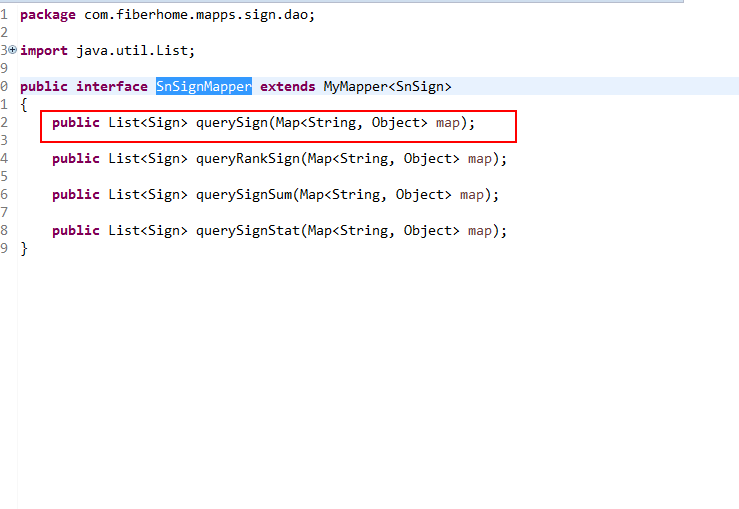 1 package com.fiberhome.mapps.sign.dao;
2
3 import java.util.List;
9
0 public interface SnSignMapper extends MyMapper<SnSign>
1 {
2 public List<Sign> querySign(Map<String, Object> map);
3
4 public List<Sign> queryRankSign(Map<String, Object> map);
5
6 public List<Sign> querySignSum(Map<String, Object> map);
7
8 public List<Sign> querySignStat(Map<String, Object> map);
9 }